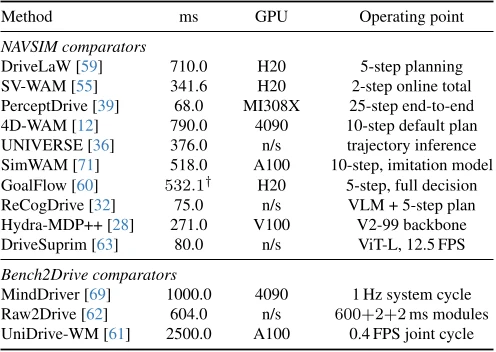 Method ms GPU Operating point
NAVSIM comparators
DriveLaW [59] 710.0 H20 5-step planning
SV-WAM [55] 341.6 H20 2-step online total
PerceptDrive [39] 68.0 MI308X 25-step end-to-end
4D-WAM [12] 790.0 4090 10-step default plan
UNIVERSE [36] 376.0 n/s trajectory inference
SimWAM [71] 518.0 A100 10-step, imitation model
GoalFlow [60] 532.1† H20 5-step, full decision
ReCogDrive [32] 75.0 n/s VLM + 5-step plan
Hydra-MDP++ [28] 271.0 V100 V2-99 backbone
DriveSuprim [63] 80.0 n/s ViT-L, 12.5 FPS
Bench2Drive comparators
MindDriver [69] 1000.0 4090 1 Hz system cycle
Raw2Drive [62] 604.0 n/s 600+2+2 ms modules
UniDrive-WM [61] 2500.0 A100 0.4 FPS joint cycle